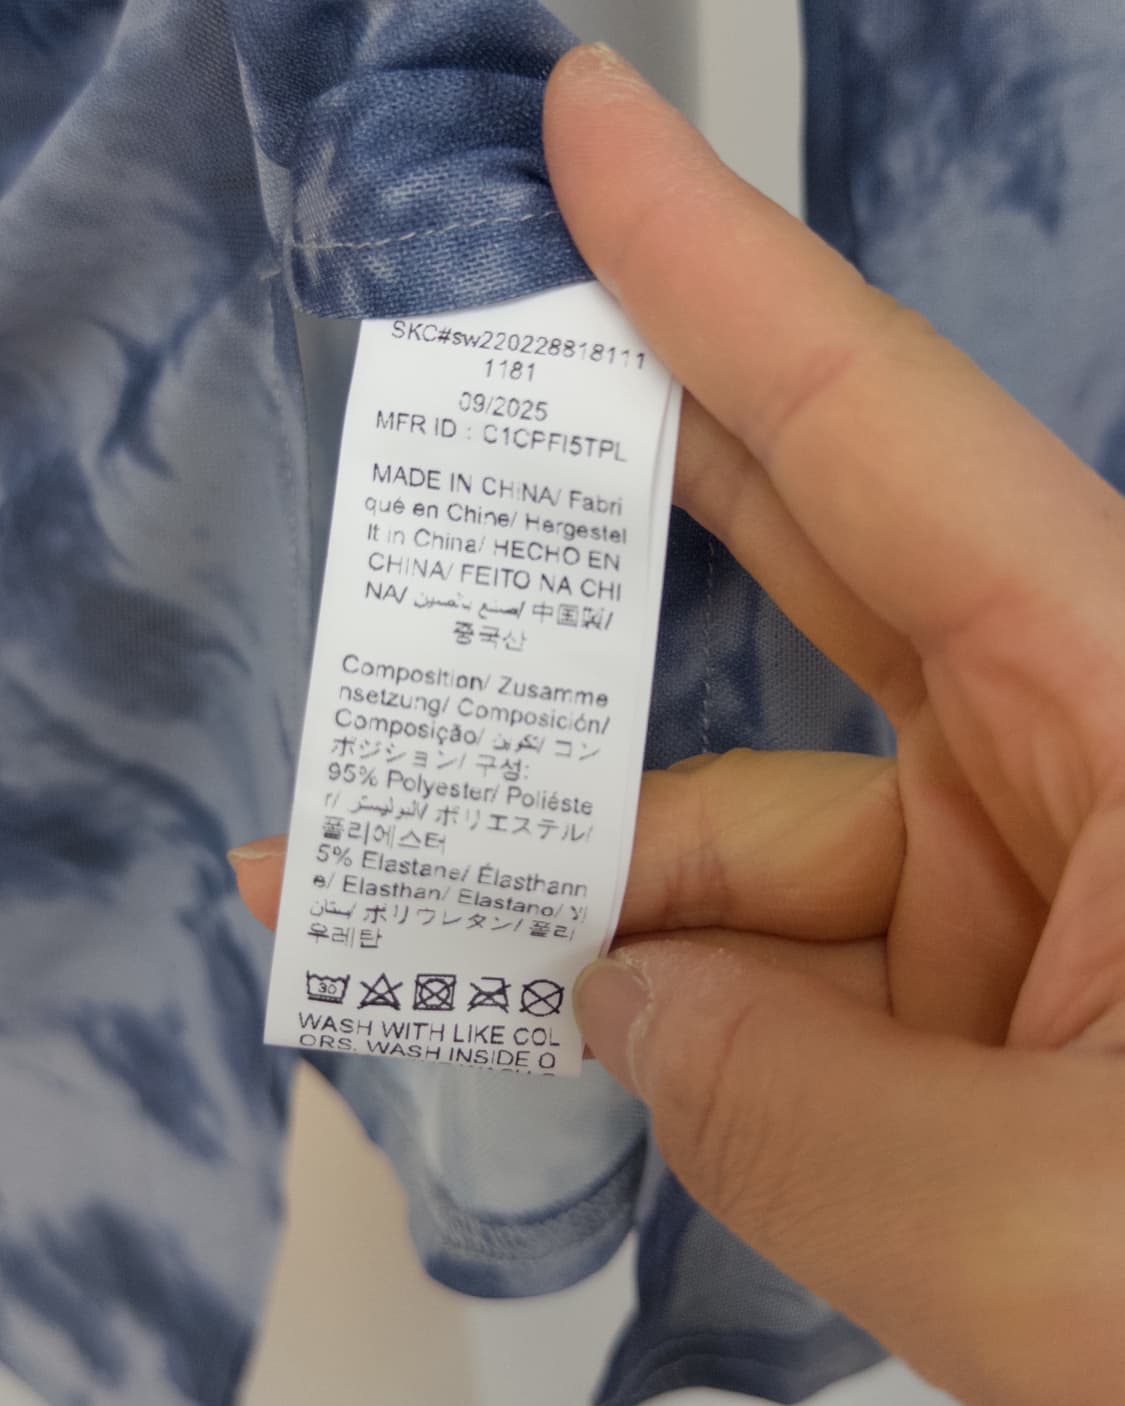 SKC#sw220228818111
1181
09/2025
MFR ID : C1CPFI5TPL
MADE IN CHINA/ Fabri
qué en Chine/ Hergestel
lt in China/ HECHO EN
CHINA/ FEITO NA CHI
NA/ صنع بالصين/ 中国製/
중국산
Composition/ Zusamme
nsetzung/ Composición/
Composição/ تكوين/ コン
ポジション/ 구성:
95% Polyester/ Poliéste
r/ البوليستر/ ポリエステル/
폴리에스터
5% Elastane/ Élasthann
e/ Elasthan/ Elastano/ إلا
ستان/ ポリウレタン/ 폴리
우레탄
30
WASH WITH LIKE COL
ORS. WASH INSIDE O